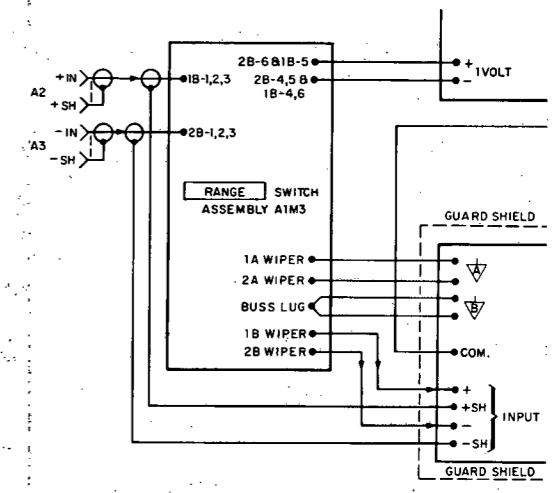 2B-6&1B-5
+
1 VOLT
2B-4,5&
1B-4,6
−
+IN
1B-1,2,3
A2
+SH
−IN
2B-1,2,3
A3
−SH
RANGE SWITCH
ASSEMBLY A1M3
GUARD SHIELD
1A WIPER
A
2A WIPER
BUSS LUG
B
1B WIPER
2B WIPER
COM.
+
+SH
INPUT
−
−SH
GUARD SHIELD